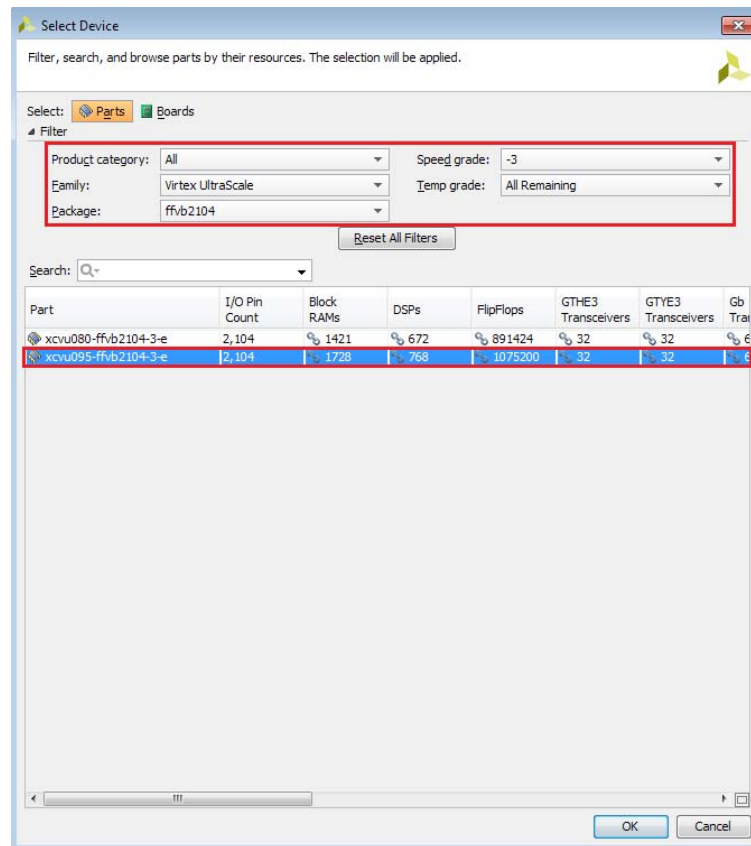 Select Device
Filter, search, and browse parts by their resources. The selection will be applied.
Select: Parts Boards
Filter
Product category: All Speed grade: -3
Family: Virtex UltraScale Temp grade: All Remaining
Package: ffvb2104
Reset All Filters
Search:
Part I/O Pin Count Block RAMs DSPs FlipFlops GTHE3 Transceivers GTYE3 Transceivers Gb
xcvu080-ffvb2104-3-e 2,104 1421 672 891424 32 32 6
xcvu095-ffvb2104-3-e 2,104 1728 768 1075200 32 32 6
OK Cancel